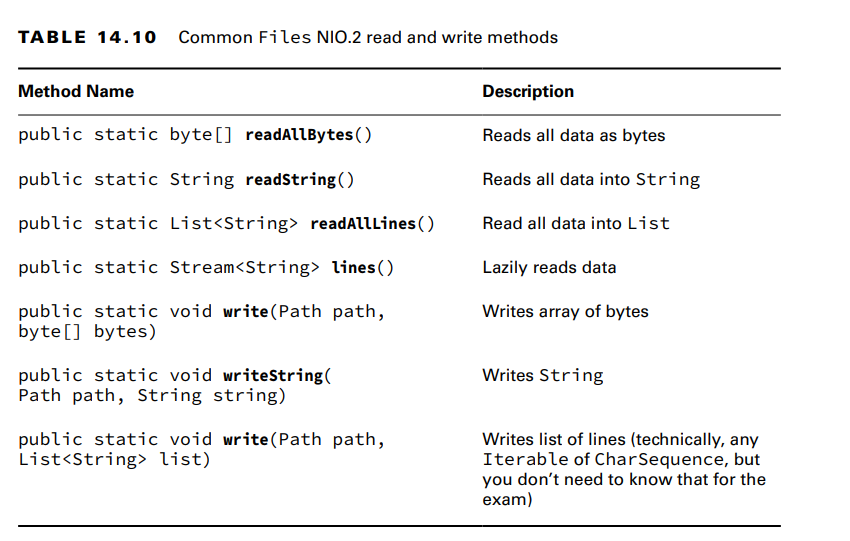 TABLE 14.10 Common Files NIO.2 read and write methods
Method Name Description
public static byte[] readAllBytes() Reads all data as bytes
public static String readString() Reads all data into String
public static List<String> readAllLines() Read all data into List
public static Stream<String> lines() Lazily reads data
public static void write(Path path, Writes array of bytes
byte[] bytes)
public static void writeString( Writes String
Path path, String string)
public static void write(Path path, Writes list of lines (technically, any
List<String> list) Iterable of CharSequence, but
you don’t need to know that for the
exam)